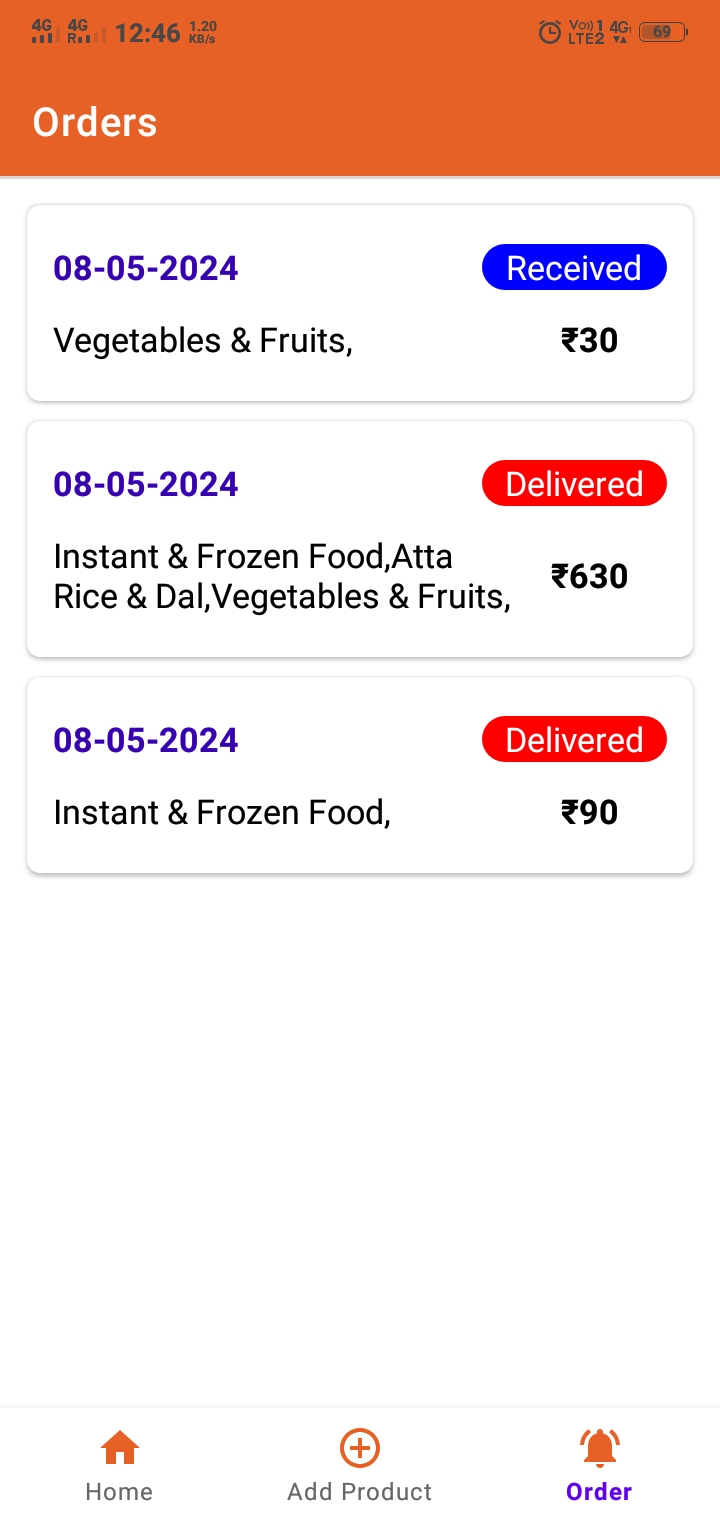 4G 4G R 12:46 1.20 KB/s Vo)) 1 LTE2 4G 69
Orders
08-05-2024 Received
Vegetables & Fruits, ₹30
08-05-2024 Delivered
Instant & Frozen Food,Atta
Rice & Dal,Vegetables & Fruits, ₹630
08-05-2024 Delivered
Instant & Frozen Food, ₹90
Home Add Product Order